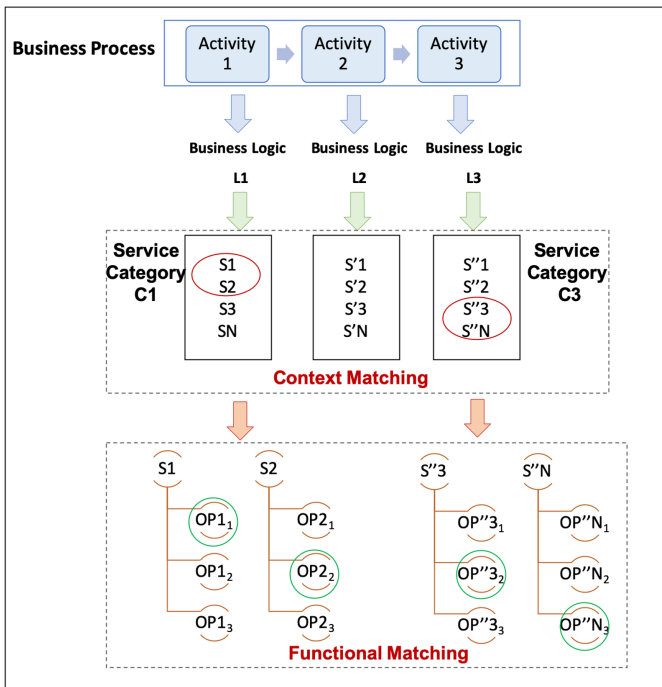 Business Process
Activity
1
Activity
2
Activity
3
Business Logic
L1
Business Logic
L2
Business Logic
L3
Service
Category
C1
S1
S2
S3
SN
S'1
S'2
S'3
S'N
S''1
S''2
S''3
S''N
Service
Category
C3
Context Matching
S1
OP1₁
OP1₂
OP1₃
S2
OP2₁
OP2₂
OP2₃
S''3
OP''3₁
OP''3₂
OP''3₃
S''N
OP''N₁
OP''N₂
OP''N₃
Functional Matching